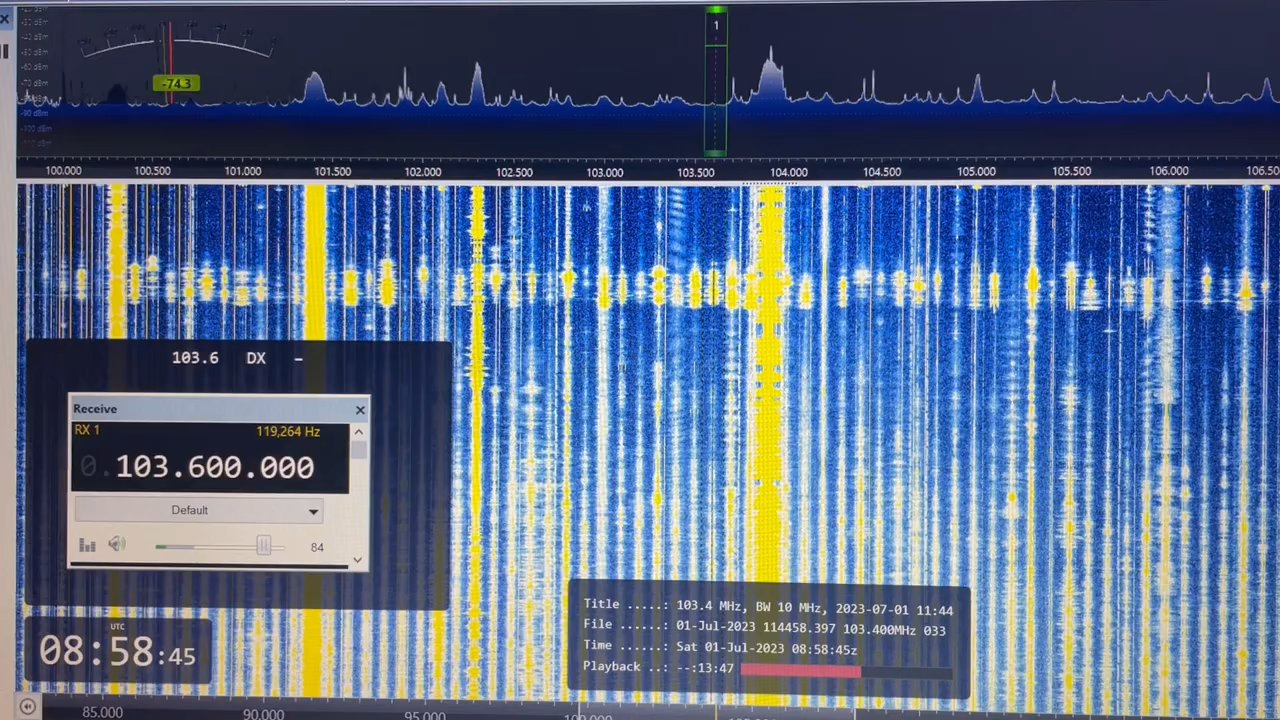 1
-74.3
100.000 100.500 101.000 101.500 102.000 102.500 103.000 103.500 104.000 104.500 105.000 105.500 106.000 106.50
103.6 DX –
Receive
RX 1 119,264 Hz
0.103.600.000
Default
84
Title .....: 103.4 MHz, BW 10 MHz, 2023-07-01 11:44
File ......: 01-Jul-2023 114458.397 103.400MHz 033
Time ......: Sat 01-Jul-2023 08:58:45z
Playback ..: --:13:47
UTC
08:58:45
85.000 90.000 95.000 100.000